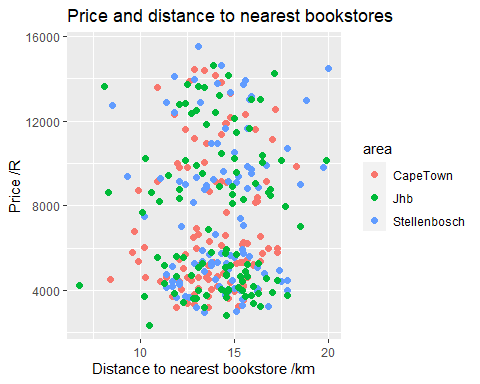 Price and distance to nearest bookstores
16000
12000
8000
4000
Price /R
10
15
20
Distance to nearest bookstore /km
area
CapeTown
Jhb
Stellenbosch